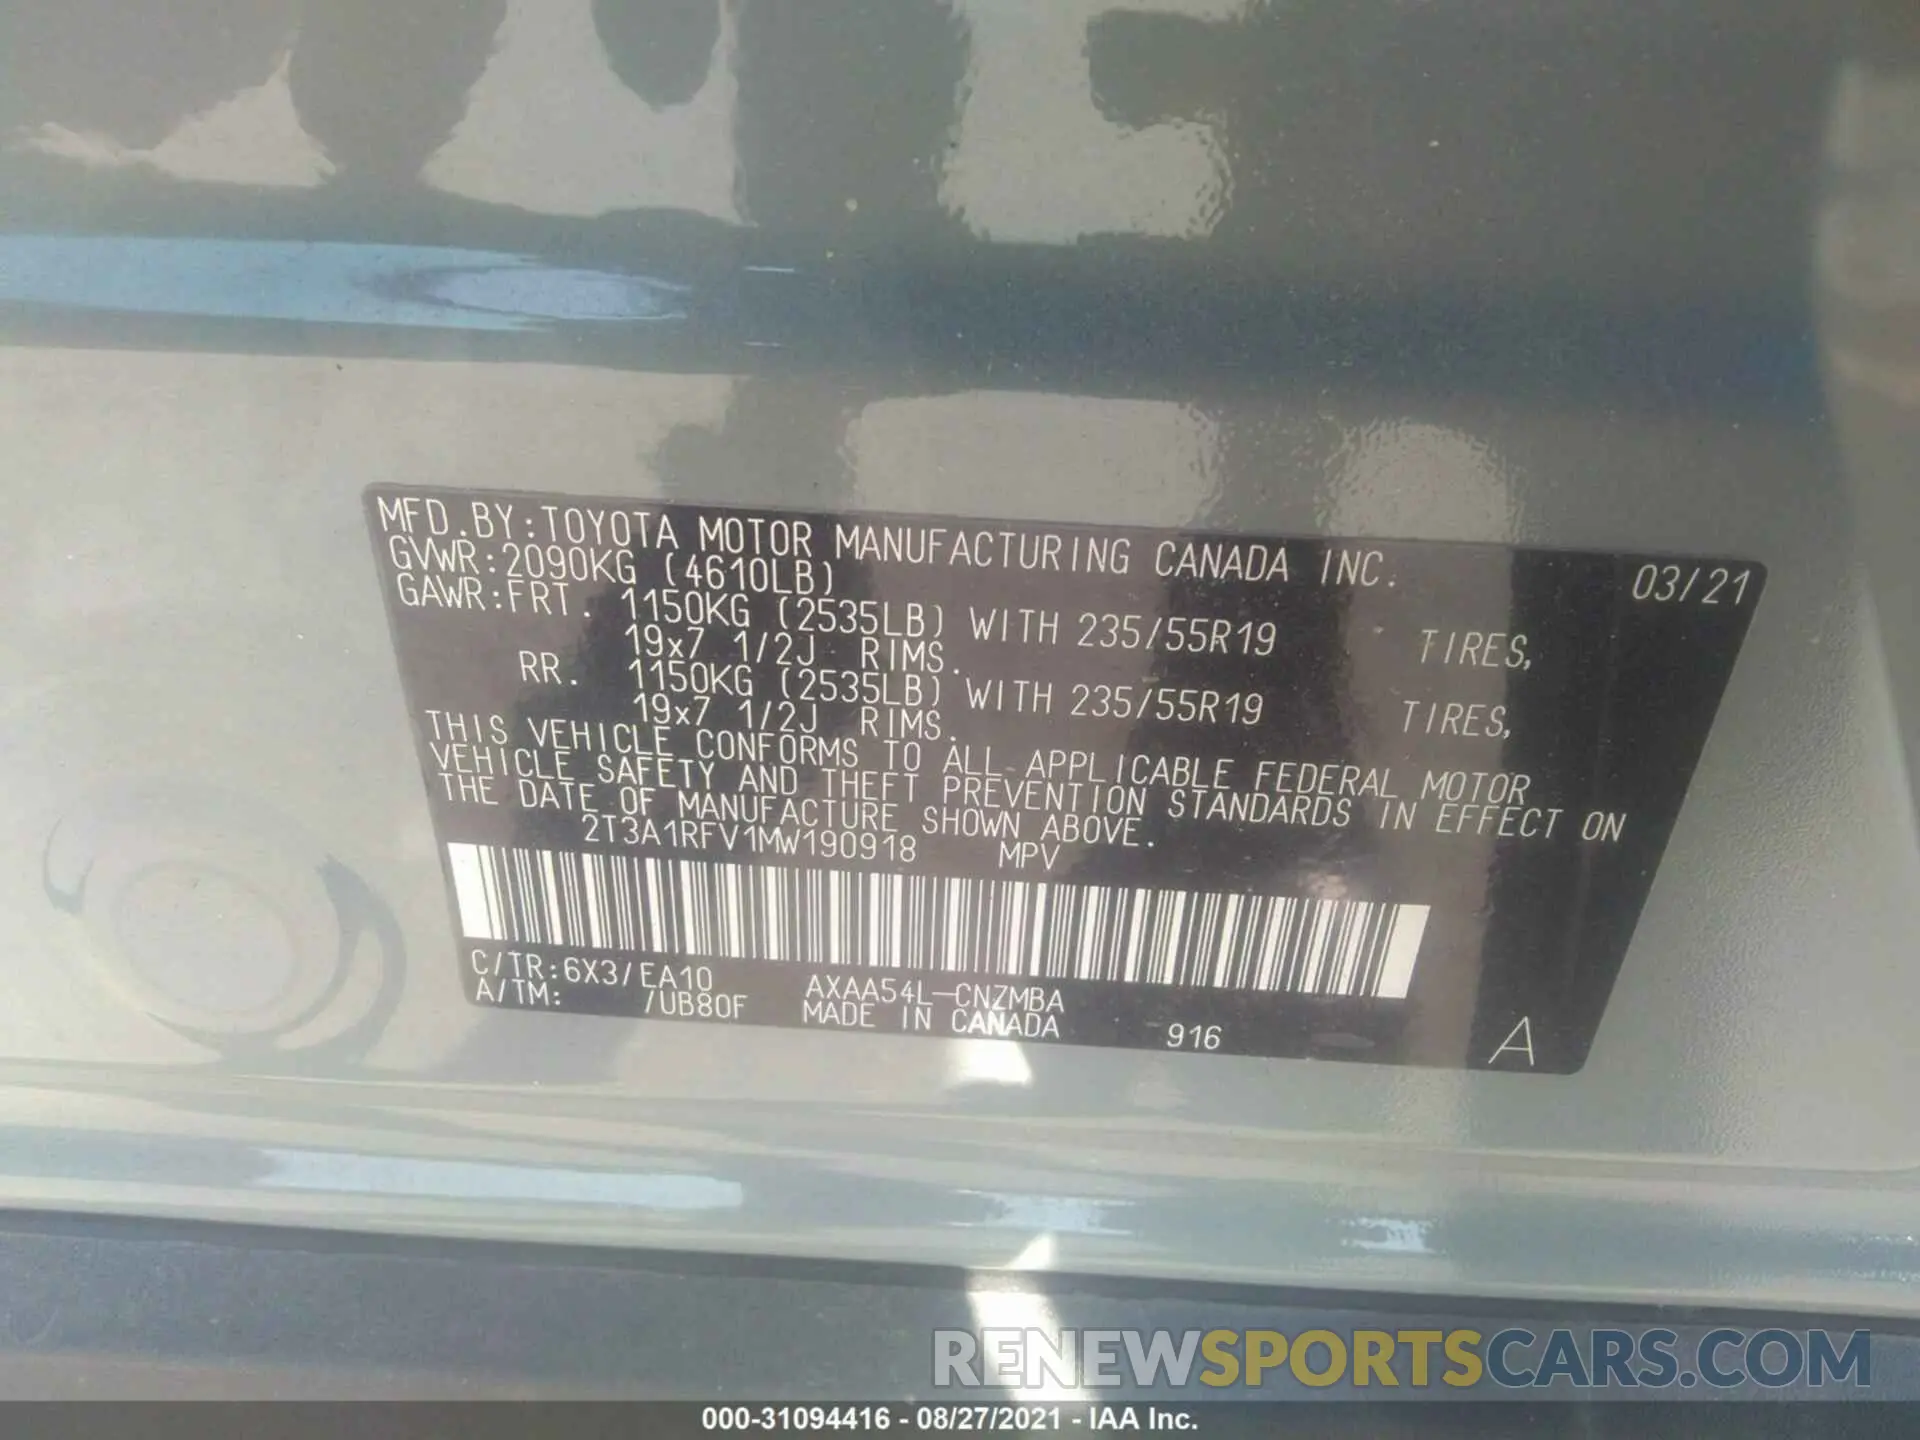 MFD.BY:TOYOTA MOTOR MANUFACTURING CANADA INC. 03/21
GVWR:2090KG (4610LB)
GAWR:FRT. 1150KG (2535LB) WITH 235/55R19 TIRES,
19x7 1/2J RIMS.
RR. 1150KG (2535LB) WITH 235/55R19 TIRES,
19x7 1/2J RIMS.
THIS VEHICLE CONFORMS TO ALL APPLICABLE FEDERAL MOTOR
VEHICLE SAFETY AND THEFT PREVENTION STANDARDS IN EFFECT ON
THE DATE OF MANUFACTURE SHOWN ABOVE.
2T3A1RFV1MW190918 MPV
C/TR:6X3/EA10 AXAA54L-CNZMBA
A/TM: /UB80F MADE IN CANADA 916 A
RENEWSPORTSCARS.COM
000-31094416 - 08/27/2021 - IAA Inc.